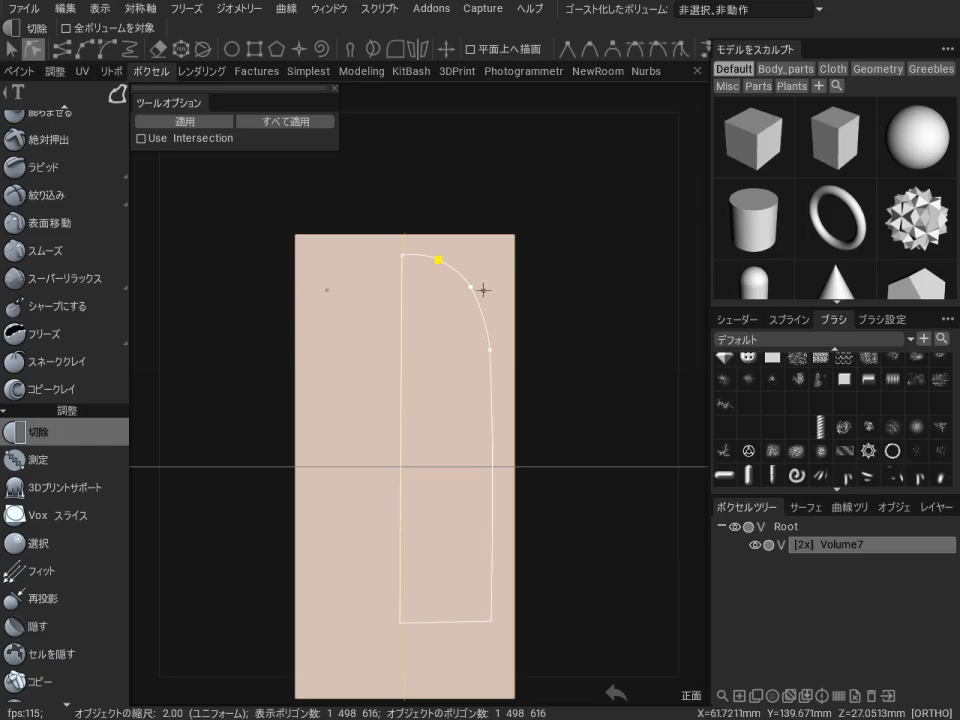 ファイル 編集 表示 対称軸 フリーズ ジオメトリー 曲線 ウィンドウ スクリプト Addons Capture ヘルプ ゴースト化したボリューム: 非選択,非動作
切除 全ボリュームを対象
平面上へ描画
ペイント 調整 UV リトポ ボクセル レンダリング Factures Simplest Modeling KitBash 3DPrint Photogrammetr NewRoom Nurbs
モデルをスカルプト
Default Body_parts Cloth Geometry Greebles
Misc Parts Plants
ツールオプション
適用 すべて適用
Use Intersection
膨らませる
絶対押出
ラピッド
絞り込み
表面移動
スムーズ
スーパーリラックス
シャープにする
フリーズ
スネーククレイ
コピークレイ
調整
切除
測定
3Dプリントサポート
Vox スライス
選択
フィット
再投影
隠す
セルを隠す
コピー
シェーダー スプライン ブラシ ブラシ設定
デフォルト
ボクセルツリー サーフェ 曲線ツリ オブジェ レイヤー
V Root
V [2x] Volume7
正面
fps:115; オブジェクトの縮尺: 2.00 (ユニフォーム); 表示ポリゴン数: 1 498 616; オブジェクトのポリゴン数: 1 498 616 X=61.7211mm Y=139.671mm Z=27.0513mm [ORTHO]